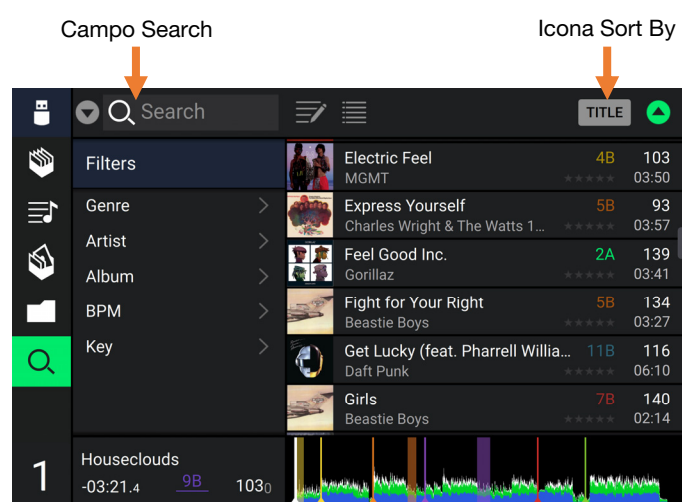 Campo Search
Icona Sort By
Search
TITLE
Filters
Genre
Artist
Album
BPM
Key
Electric Feel 4B 103
MGMT 03:50
Express Yourself 5B 93
Charles Wright & The Watts 1... 03:57
Feel Good Inc. 2A 139
Gorillaz 03:41
Fight for Your Right 5B 134
Beastie Boys 03:27
Get Lucky (feat. Pharrell Willia... 11B 116
Daft Punk 06:10
Girls 7B 140
Beastie Boys 02:14
1
Houseclouds
-03:21.4 9B 1030